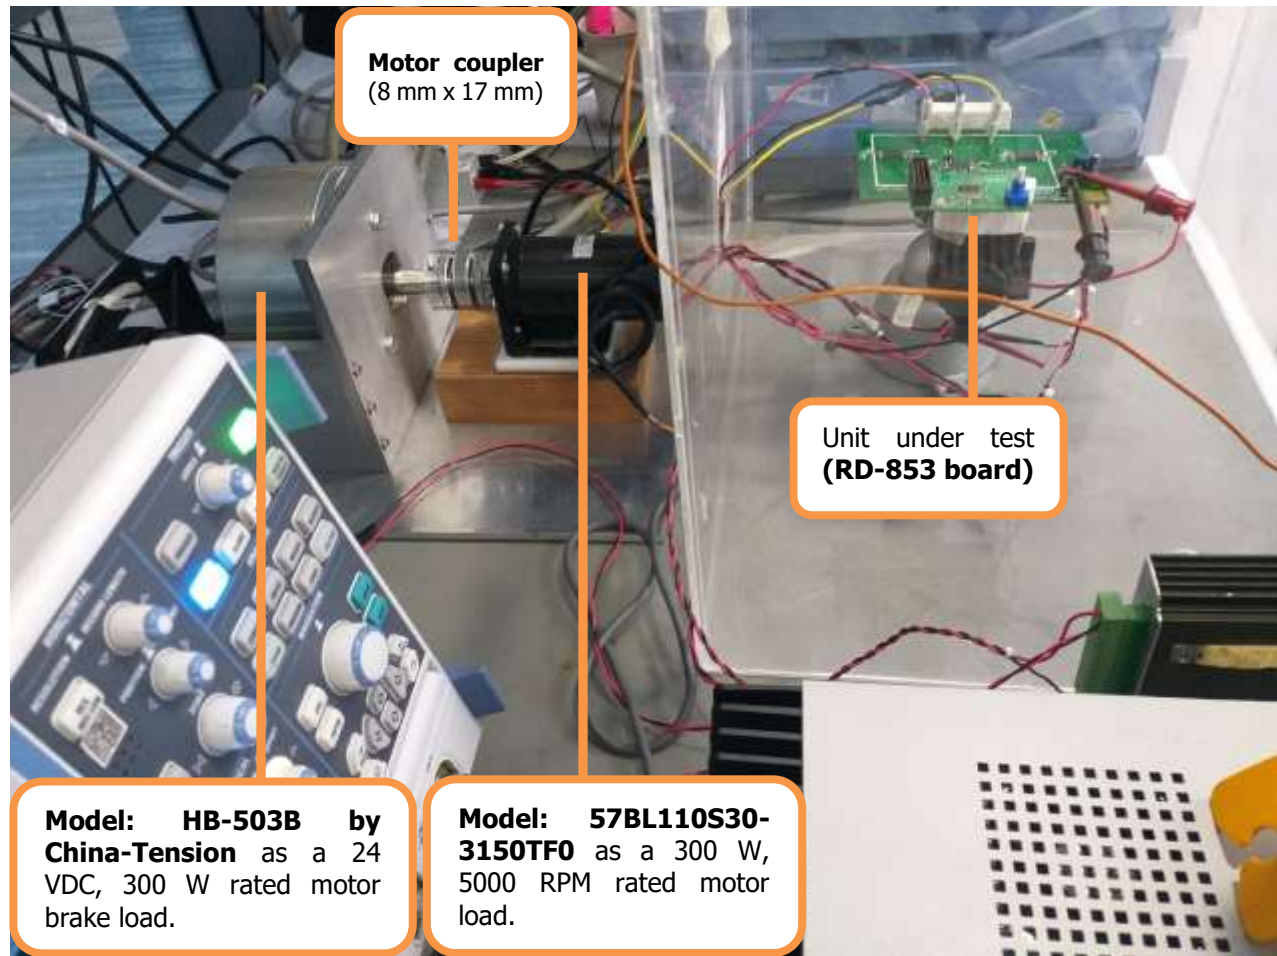 Motor coupler
(8 mm x 17 mm)
Unit under test
(RD-853 board)
Model: HB-503B by
China-Tension as a 24
VDC, 300 W rated motor
brake load.
Model: 57BL110S30-
3150TF0 as a 300 W,
5000 RPM rated motor
load.